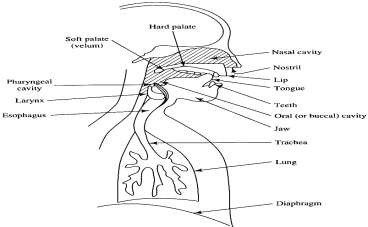 Hard palate
Soft palate
(velum)
Nasal cavity
Nostril
Lip
Tongue
Pharyngeal
cavity
Larynx
Esophagus
Teeth
Oral (or buccal) cavity
Jaw
Trachea
Lung
Diaphragm